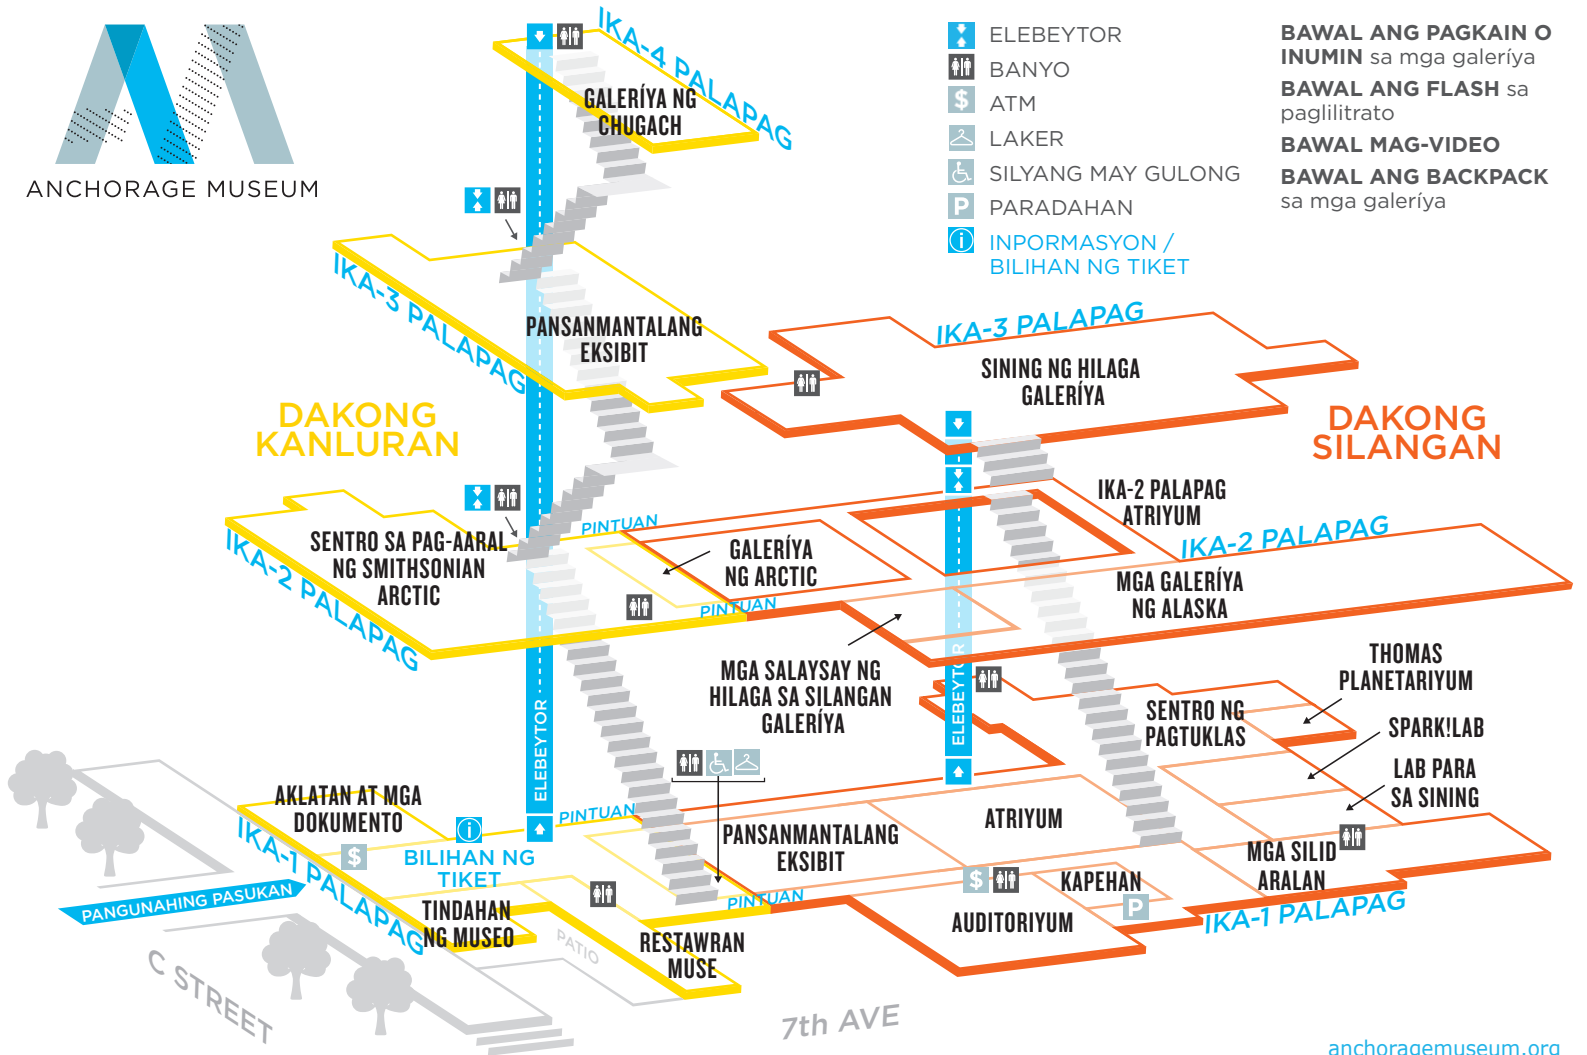 ANCHORAGE MUSEUM
ELEBEYTOR
BANYO
$ ATM
LAKER
SILYANG MAY GULONG
P PARADAHAN
i INPORMASYON /
BILIHAN NG TIKET
BAWAL ANG PAGKAIN O
INUMIN sa mga galeríya
BAWAL ANG FLASH sa
paglilitrato
BAWAL MAG-VIDEO
BAWAL ANG BACKPACK
sa mga galeríya
IKA-4 PALAPAG
GALERÍYA NG
CHUGACH
IKA-3 PALAPAG
PANSANMANTALANG
EKSIBIT
DAKONG
KANLURAN
IKA-3 PALAPAG
SINING NG HILAGA
GALERÍYA
DAKONG
SILANGAN
IKA-2 PALAPAG
SENTRO SA PAG-AARAL
NG SMITHSONIAN
ARCTIC
PINTUAN
GALERÍYA
NG ARCTIC
PINTUAN
IKA-2 PALAPAG
ATRIYUM
IKA-2 PALAPAG
MGA GALERÍYA
NG ALASKA
MGA SALAYSAY NG
HILAGA SA SILANGAN
GALERÍYA
ELEBEYTOR
ELEBEYTOR
SENTRO NG
PAGTUKLAS
THOMAS
PLANETARIYUM
SPARK!LAB
LAB PARA
SA SINING
AKLATAN AT MGA
DOKUMENTO
$
i
BILIHAN NG
TIKET
PINTUAN
PANSANMANTALANG
EKSIBIT
ATRIYUM
MGA SILID
ARALAN
$
KAPEHAN
P
AUDITORIYUM
PINTUAN
IKA-1 PALAPAG
IKA-1 PALAPAG
PANGUNAHING PASUKAN
TINDAHAN
NG MUSEO
PATIO
RESTAWRAN
MUSE
C STREET
7th AVE
anchoragemuseum.org